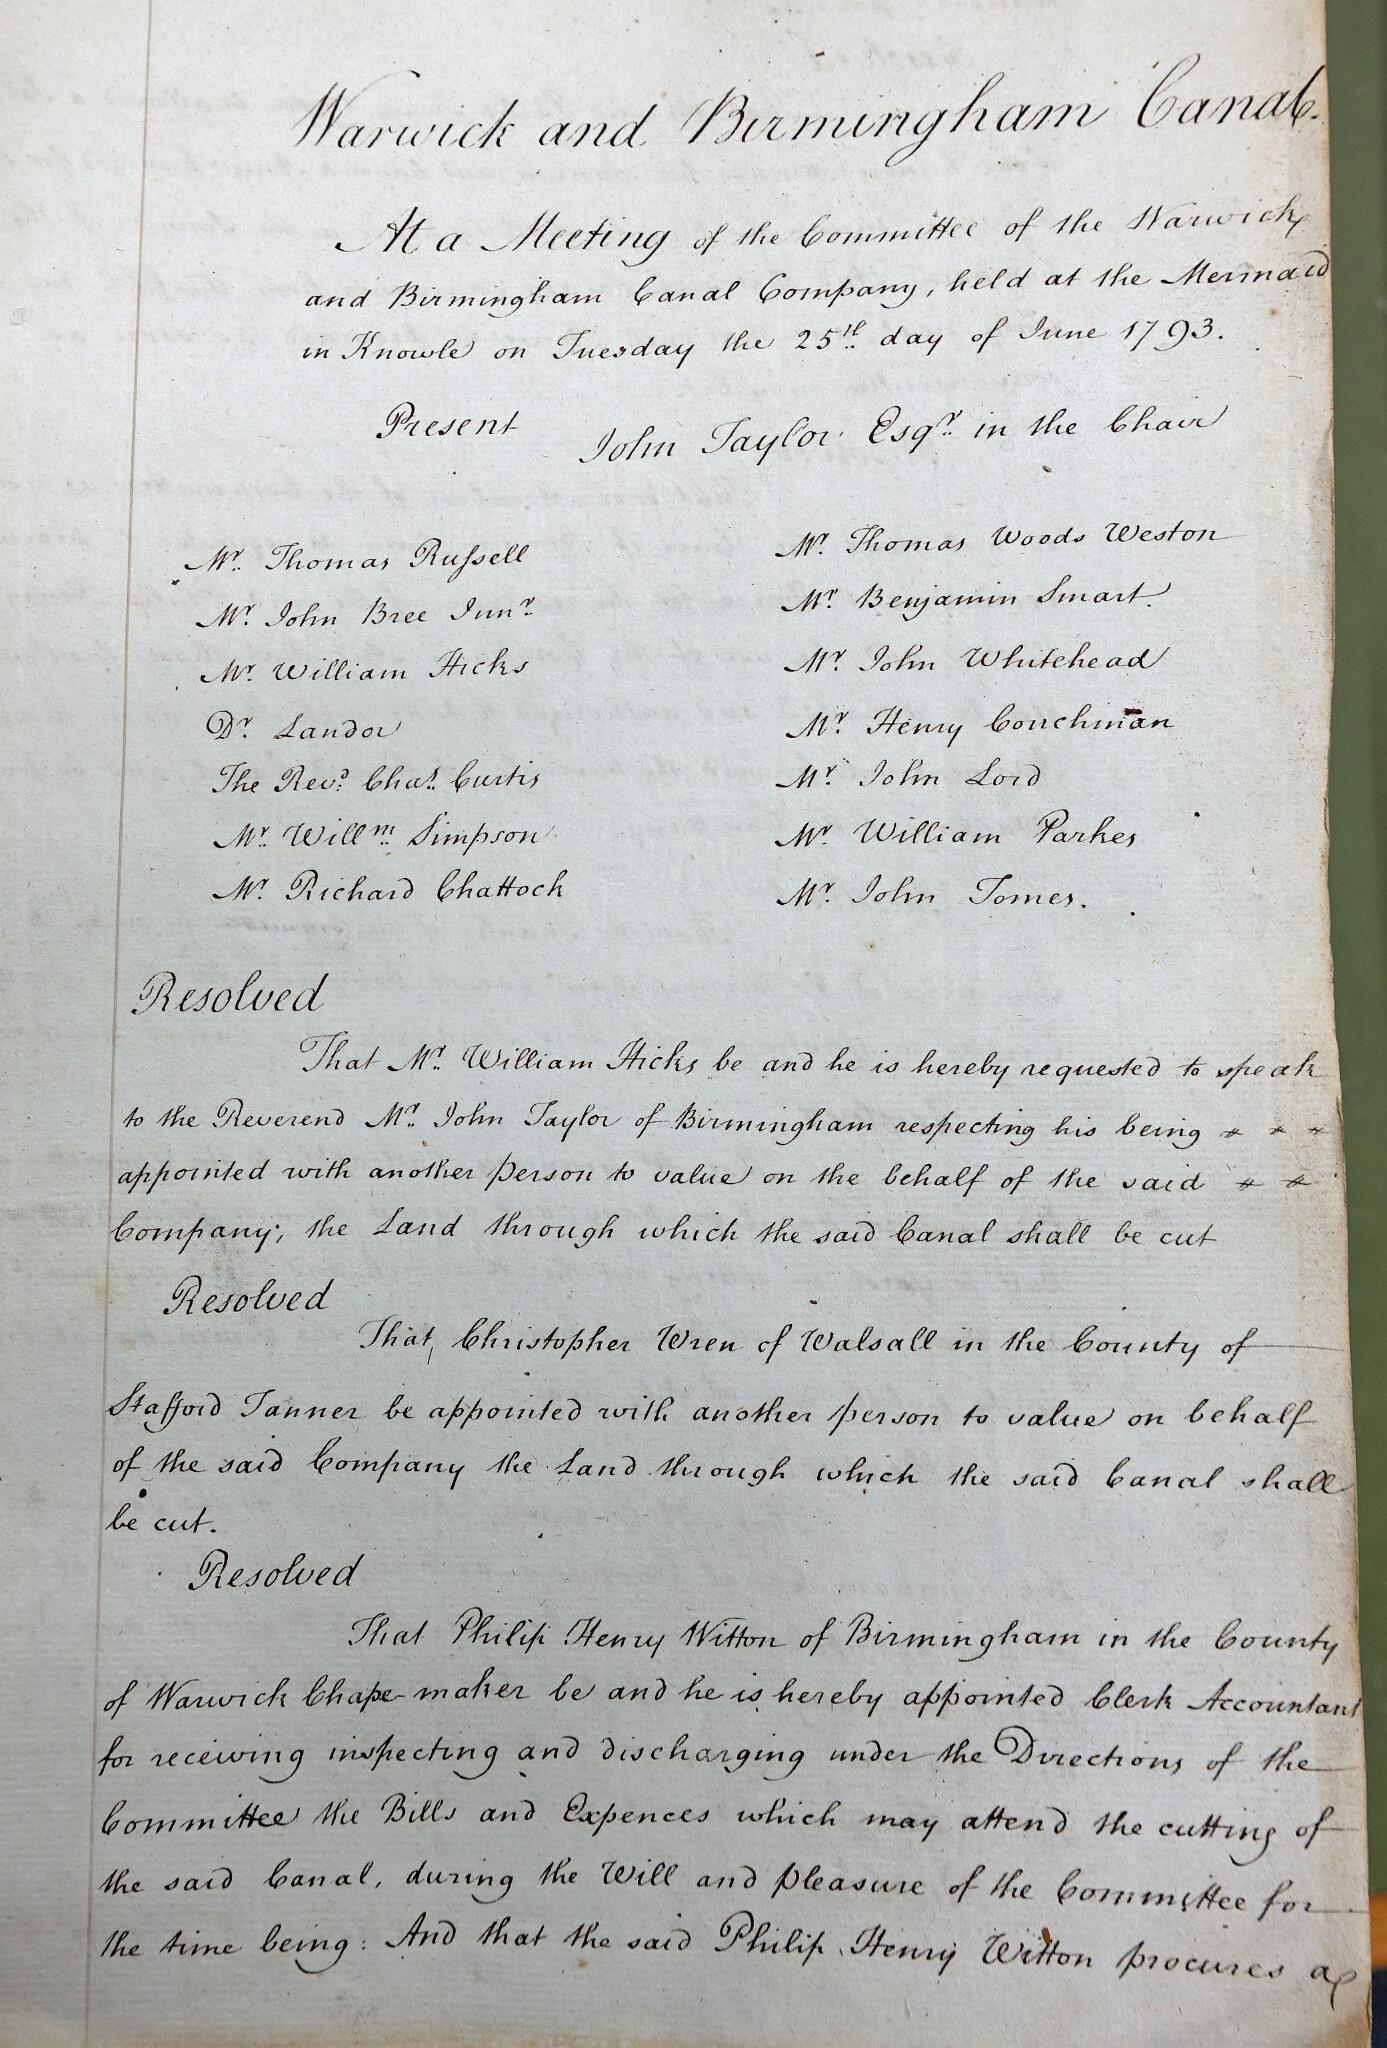 Warwick and Birmingham Canal.
At a Meeting of the Committee of the Warwick
and Birmingham Canal Company, held at the Mermaid
in Knowle on Tuesday the 25th day of June 1793.
Present John Taylor Esqr. in the Chair
Mr. Thomas Russell
Mr. John Bree Junr.
Mr. William Hicks
Dr. Landor
The Revd. Chas. Curtis
Mr. Willm. Simpson
Mr. Richard Chattock
Mr. Thomas Woods Weston
Mr. Benjamin Smart.
Mr. John Whitehead
Mr. Henry Couchman
Mr. John Lord
Mr. William Parkes
Mr. John Tomes.
Resolved
That Mr. William Hicks be and he is hereby requested to speak
to the Reverend Mr. John Taylor of Birmingham respecting his being
appointed with another person to value on the behalf of the said
Company; the Land through which the said Canal shall be cut
Resolved
That, Christopher Wren of Walsall in the County of
Stafford Tanner be appointed with another person to value on behalf
of the said Company the Land through which the said Canal shall
be cut.
Resolved
That Philip Henry Witton of Birmingham in the County
of Warwick Chape-maker be and he is hereby appointed Clerk Accountant
for receiving inspecting and discharging under the Directions of the
Committee the Bills and Expences which may attend the cutting of
the said Canal, during the Will and pleasure of the Committee for
the time being: And that the said Philip Henry Witton procures a